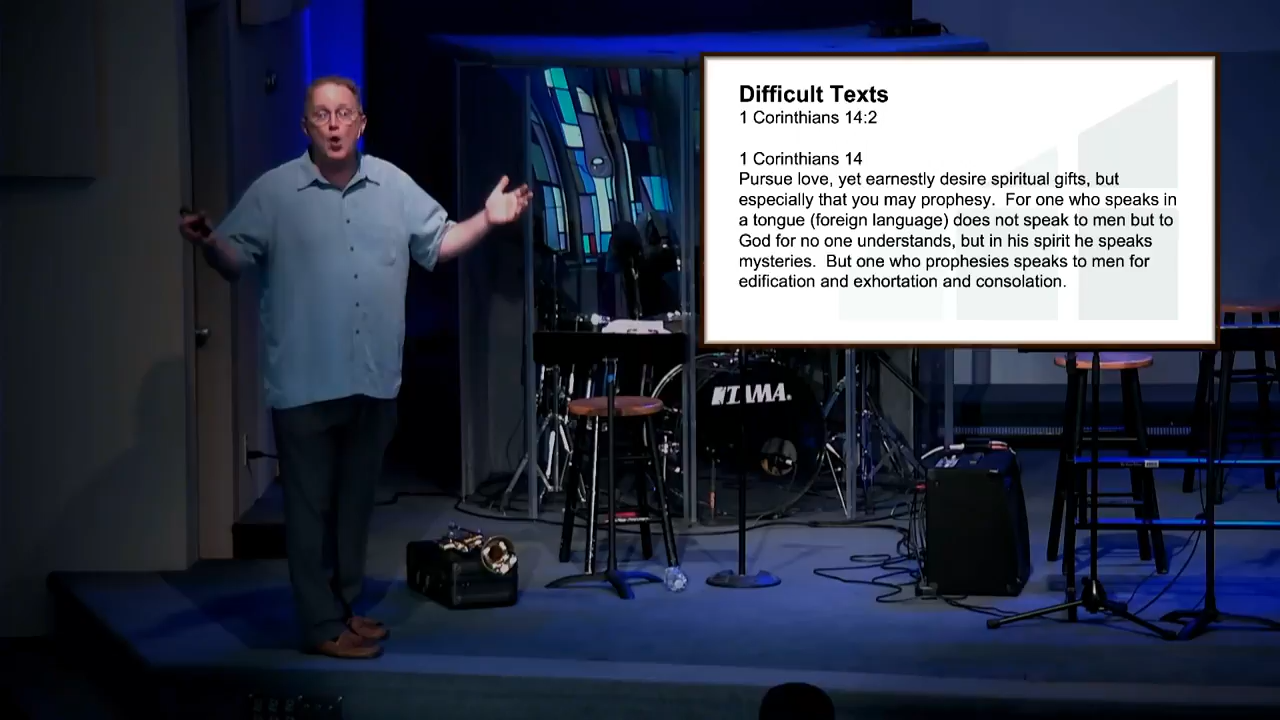 Difficult Texts
1 Corinthians 14:2
1 Corinthians 14
Pursue love, yet earnestly desire spiritual gifts, but
especially that you may prophesy.  For one who speaks in
a tongue (foreign language) does not speak to men but to
God for no one understands, but in his spirit he speaks
mysteries.  But one who prophesies speaks to men for
edification and exhortation and consolation.
TAMA.